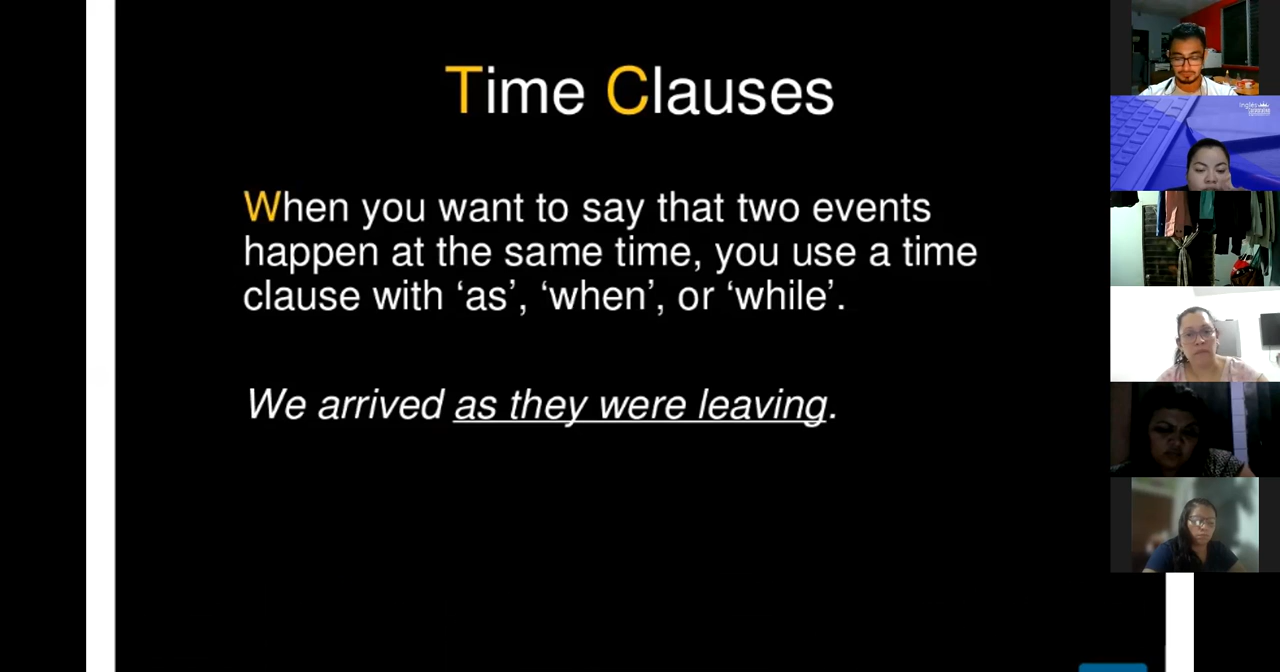 Time Clauses
When you want to say that two events
happen at the same time, you use a time
clause with ‘as’, ‘when’, or ‘while’.
We arrived as they were leaving.
Inglés